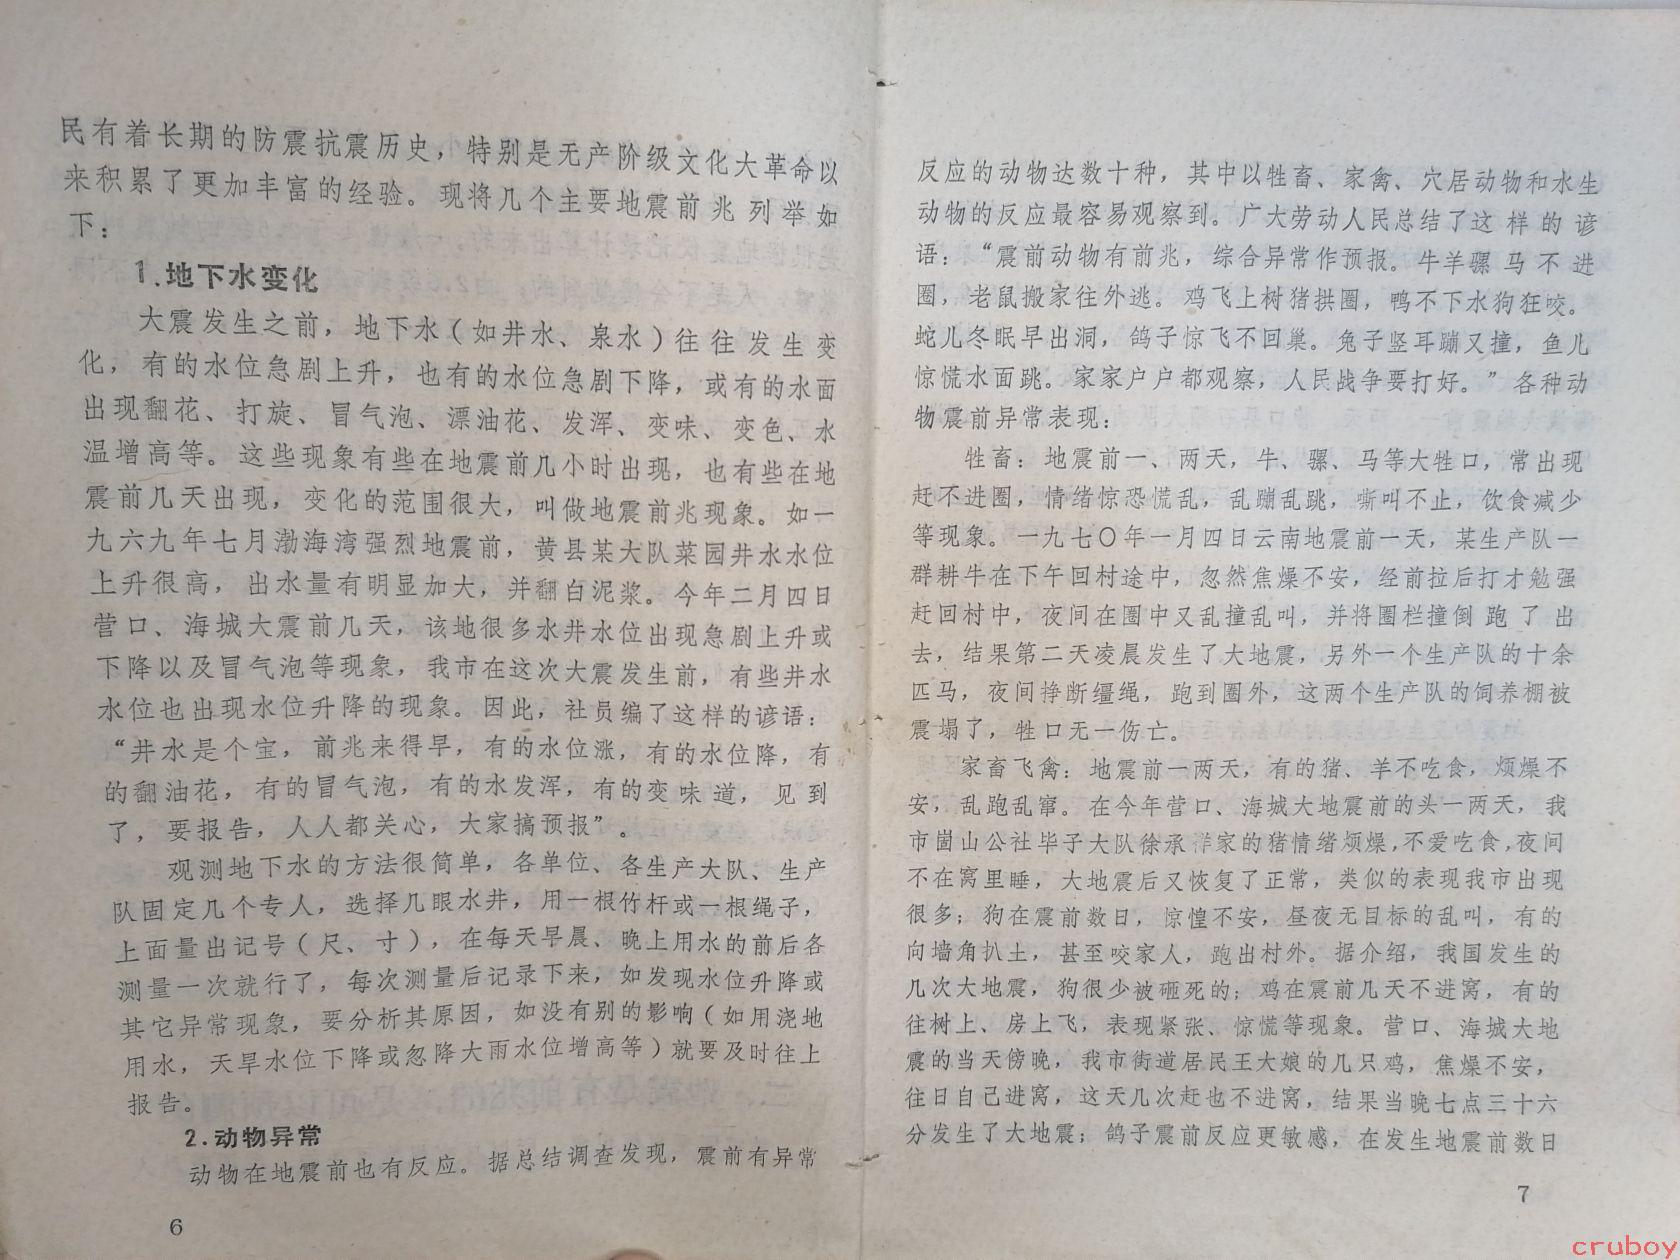 民有着长期的防震抗震历史，特别是无产阶级文化大革命以
来积累了更加丰富的经验。现将几个主要地震前兆列举如
下：
1.地下水变化
大震发生之前，地下水（如井水、泉水）往往发生变
化，有的水位急剧上升，也有的水位急剧下降，或有的水面
出现翻花、打旋、冒气泡、漂油花、发浑、变味、变色、水
温增高等。这些现象有些在地震前几小时出现，也有些在地
震前几天出现，变化的范围很大，叫做地震前兆现象。如一
九六九年七月渤海湾强烈地震前，黄县某大队菜园井水水位
上升很高，出水量有明显加大，并翻白泥浆。今年二月四日
营口、海城大震前几天，该地很多水井水位出现急剧上升或
下降以及冒气泡等现象，我市在这次大震发生前，有些井水
水位也出现水位升降的现象。因此，社员编了这样的谚语：
“井水是个宝，前兆来得早，有的水位涨，有的水位降，有
的翻油花，有的冒气泡，有的水发浑，有的变味道，见到
了，要报告，人人都关心，大家搞预报”。
观测地下水的方法很简单，各单位、各生产大队、生产
队固定几个专人，选择几眼水井，用一根竹杆或一根绳子，
上面量出记号（尺、寸），在每天早晨、晚上用水的前后各
测量一次就行了，每次测量后记录下来，如发现水位升降或
其它异常现象，要分析其原因，如没有别的影响（如用浇地
用水，天旱水位下降或忽降大雨水位增高等）就要及时往上
报告。
2.动物异常
动物在地震前也有反应。据总结调查发现，震前有异常
6
反应的动物达数十种，其中以牲畜、家禽、穴居动物和水生
动物的反应最容易观察到。广大劳动人民总结了这样的谚
语：“震前动物有前兆，综合异常作预报。牛羊骡马不进
圈，老鼠搬家往外逃。鸡飞上树猪拱圈，鸭不下水狗狂咬。
蛇儿冬眠早出洞，鸽子惊飞不回巢。兔子竖耳蹦又撞，鱼儿
惊慌水面跳。家家户户都观察，人民战争要打好。”各种动
物震前异常表现：
牲畜：地震前一、两天，牛、骡、马等大牲口，常出现
赶不进圈，情绪惊恐慌乱，乱蹦乱跳，嘶叫不止，饮食减少
等现象。一九七〇年一月四日云南地震前一天，某生产队一
群耕牛在下午回村途中，忽然焦燥不安，经前拉后打才勉强
赶回村中，夜间在圈中又乱撞乱叫，并将圈栏撞倒跑了出
去，结果第二天凌晨发生了大地震，另外一个生产队的十余
匹马，夜间挣断缰绳，跑到圈外，这两个生产队的饲养棚被
震塌了，牲口无一伤亡。
家畜飞禽：地震前一两天，有的猪、羊不吃食，烦燥不
安，乱跑乱窜。在今年营口、海城大地震前的头一两天，我
市崮山公社毕子大队徐承祥家的猪情绪烦燥，不爱吃食，夜间
不在窝里睡，大地震后又恢复了正常，类似的表现我市出现
很多；狗在震前数日，惊惶不安，昼夜无目标的乱叫，有的
向墙角扒土，甚至咬家人，跑出村外。据介绍，我国发生的
几次大地震，狗很少被砸死的；鸡在震前几天不进窝，有的
往树上、房上飞，表现紧张、惊慌等现象。营口、海城大地
震的当天傍晚，我市街道居民王大娘的几只鸡，焦燥不安，
往日自己进窝，这天几次赶也不进窝，结果当晚七点三十六
分发生了大地震；鸽子震前反应更敏感，在发生地震前数日
7
cruboy